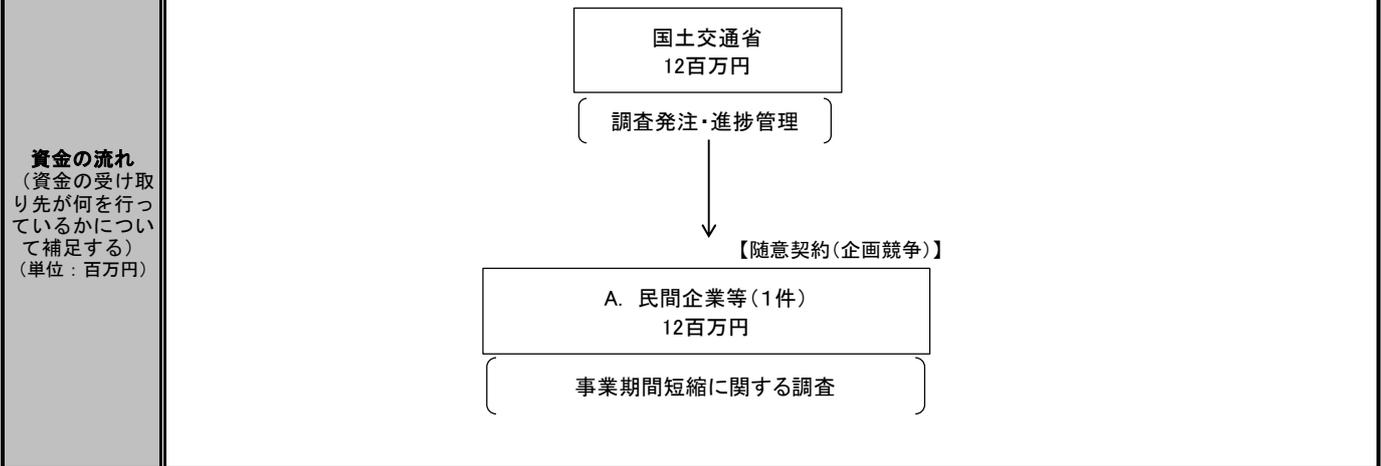 資金の流れ
（資金の受け取
り先が何を行っ
ているかについ
て補足する）
（単位：百万円）
国土交通省
12百万円
調査発注・進捗管理
【随意契約（企画競争）】
A. 民間企業等（１件）
12百万円
事業期間短縮に関する調査